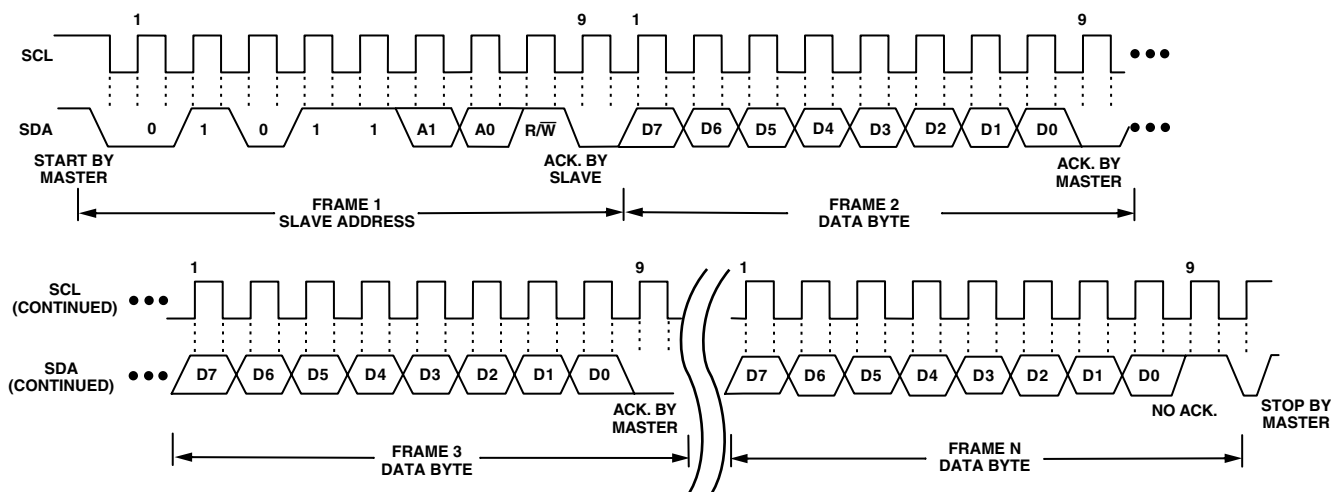 1 9 1 9
SCL
SDA 0 1 0 1 1 A1 A0 R/W̅ D7 D6 D5 D4 D3 D2 D1 D0
START BY
MASTER
ACK. BY
SLAVE
ACK. BY
MASTER
FRAME 1
SLAVE ADDRESS
FRAME 2
DATA BYTE
1 9 1 9
SCL
(CONTINUED)
SDA
(CONTINUED)
D7 D6 D5 D4 D3 D2 D1 D0 D7 D6 D5 D4 D3 D2 D1 D0
ACK. BY
MASTER
NO ACK.
STOP BY
MASTER
FRAME 3
DATA BYTE
FRAME N
DATA BYTE